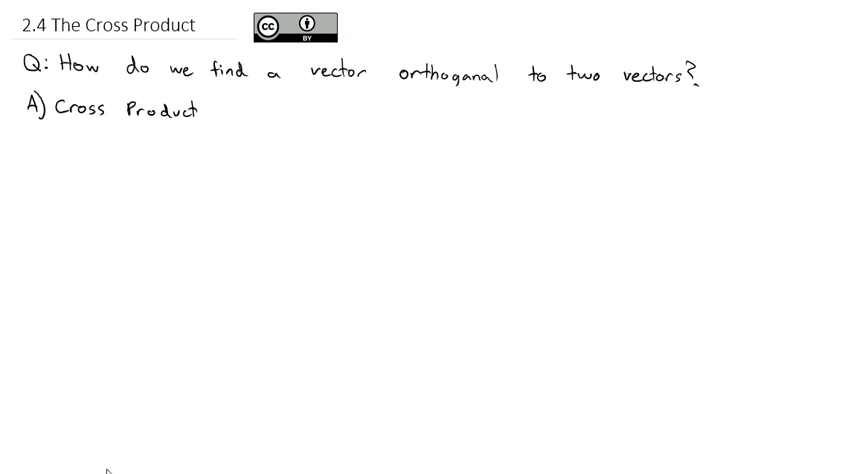 2.4 The Cross Product
cc BY
Q: How do we find a vector orthoganal to two vectors?
A) Cross Product